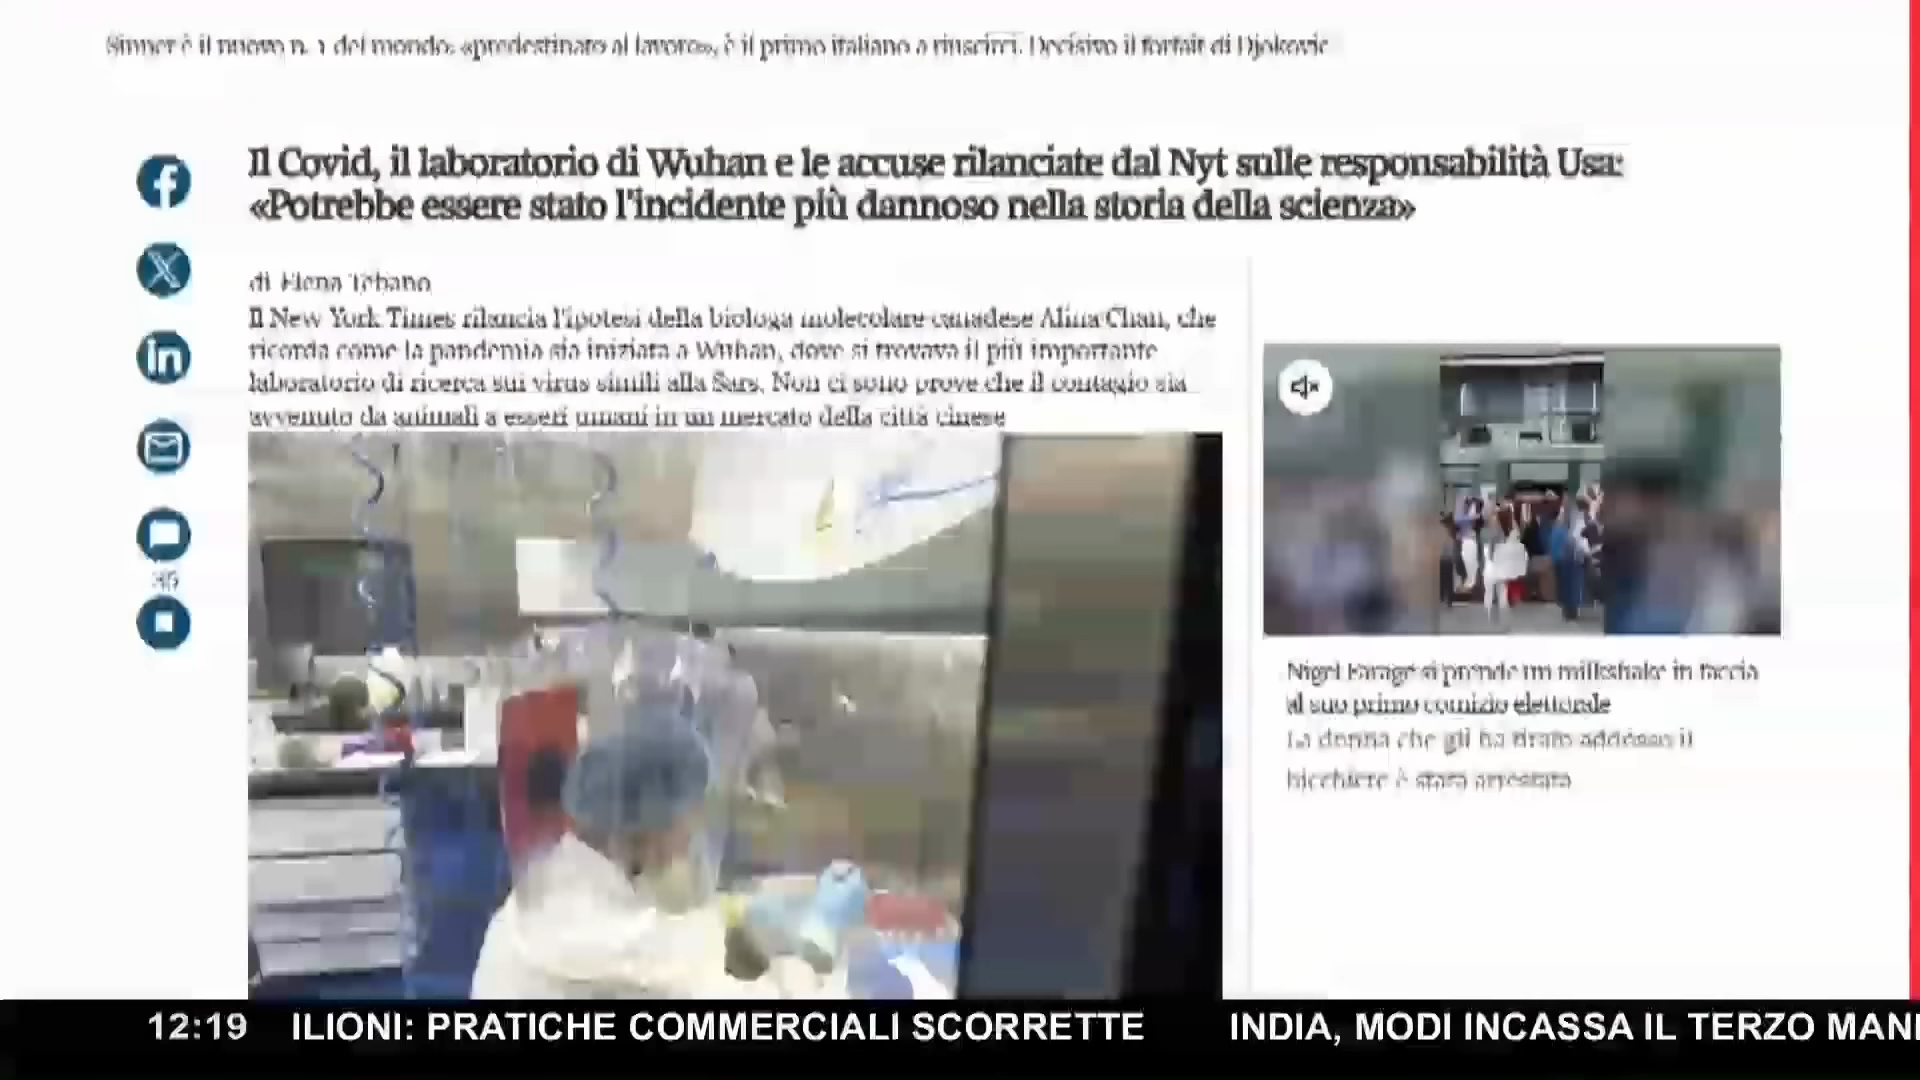 Sinner è il nuovo n. 1 del mondo: «predestinato al lavoro», è il primo italiano a riuscirci. Decisivo il forfait di Djokovic
Il Covid, il laboratorio di Wuhan e le accuse rilanciate dal Nyt sulle responsabilità Usa:
«Potrebbe essere stato l'incidente più dannoso nella storia della scienza»
di Elena Tebano
Il New York Times rilancia l'ipotesi della biologa molecolare canadese Alina Chan, che
ricorda come la pandemia sia iniziata a Wuhan, dove si trovava il più importante
laboratorio di ricerca sui virus simili alla Sars. Non ci sono prove che il contagio sia
avvenuto da animali a esseri umani in un mercato della città cinese
Nigel Farage si prende un milkshake in faccia
al suo primo comizio elettorale
La donna che gli ha tirato addosso il
bicchiere è stata arrestata
12:19 ILIONI: PRATICHE COMMERCIALI SCORRETTE INDIA, MODI INCASSA IL TERZO MAN